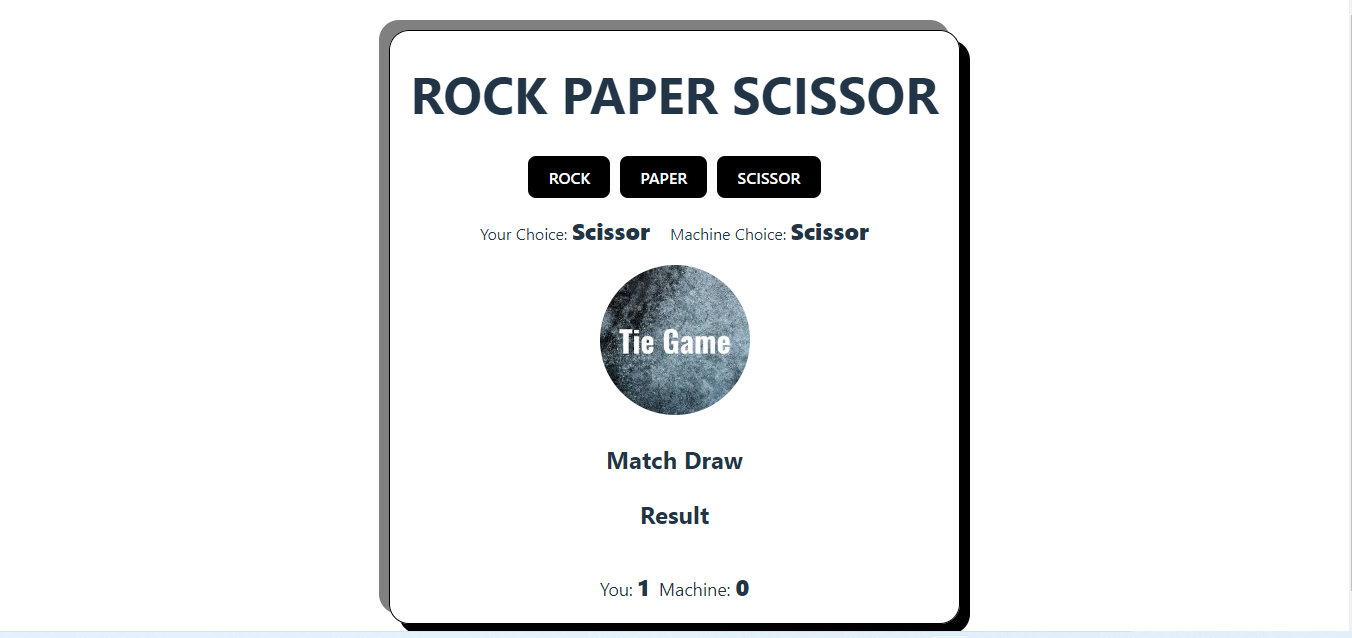 ROCK PAPER SCISSOR
ROCK PAPER SCISSOR
Your Choice: Scissor Machine Choice: Scissor
Tie Game
Match Draw
Result
You: 1 Machine: 0